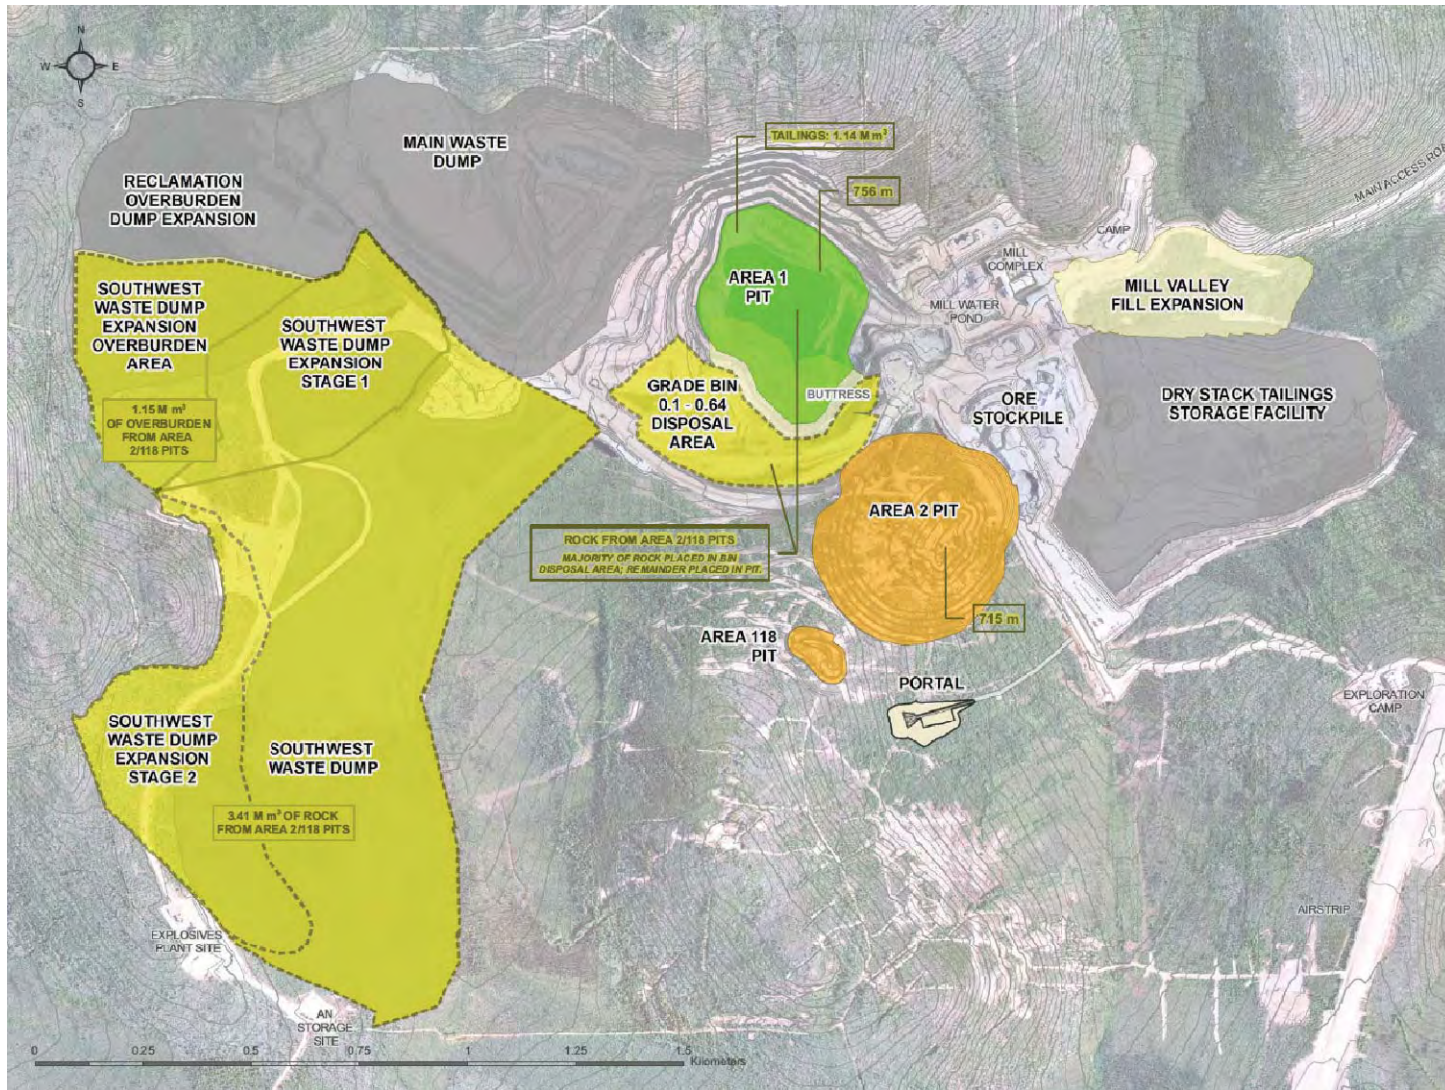 N
W
E
S
MAIN WASTE
DUMP
RECLAMATION
OVERBURDEN
DUMP EXPANSION
TAILINGS: 1.14 M m³
756 m
MAIN ACCESS
CAMP
MILL
COMPLEX
MILL WATER
POND
AREA 1
PIT
MILL VALLEY
FILL EXPANSION
SOUTHWEST
WASTE DUMP
EXPANSION
OVERBURDEN
AREA
SOUTHWEST
WASTE DUMP
EXPANSION
STAGE 1
GRADE BIN
0.1 - 0.64
DISPOSAL
AREA
BUTTRESS
ORE
STOCKPILE
DRY STACK TAILINGS
STORAGE FACILITY
1.15 M m³
OF OVERBURDEN
FROM AREA
2/118 PITS
AREA 2 PIT
ROCK FROM AREA 2/118 PITS
MAJORITY OF ROCK PLACED IN BIN
DISPOSAL AREA; REMAINDER PLACED IN PIT.
715 m
AREA 118
PIT
PORTAL
EXPLORATION
CAMP
SOUTHWEST
WASTE DUMP
EXPANSION
STAGE 2
SOUTHWEST
WASTE DUMP
3.41 M m³ OF ROCK
FROM AREA 2/118 PITS
AIRSTRIP
EXPLOSIVES
PLANT SITE
AN
STORAGE
SITE
0 0.25 0.5 0.75 1 1.25 1.5
Kilometers